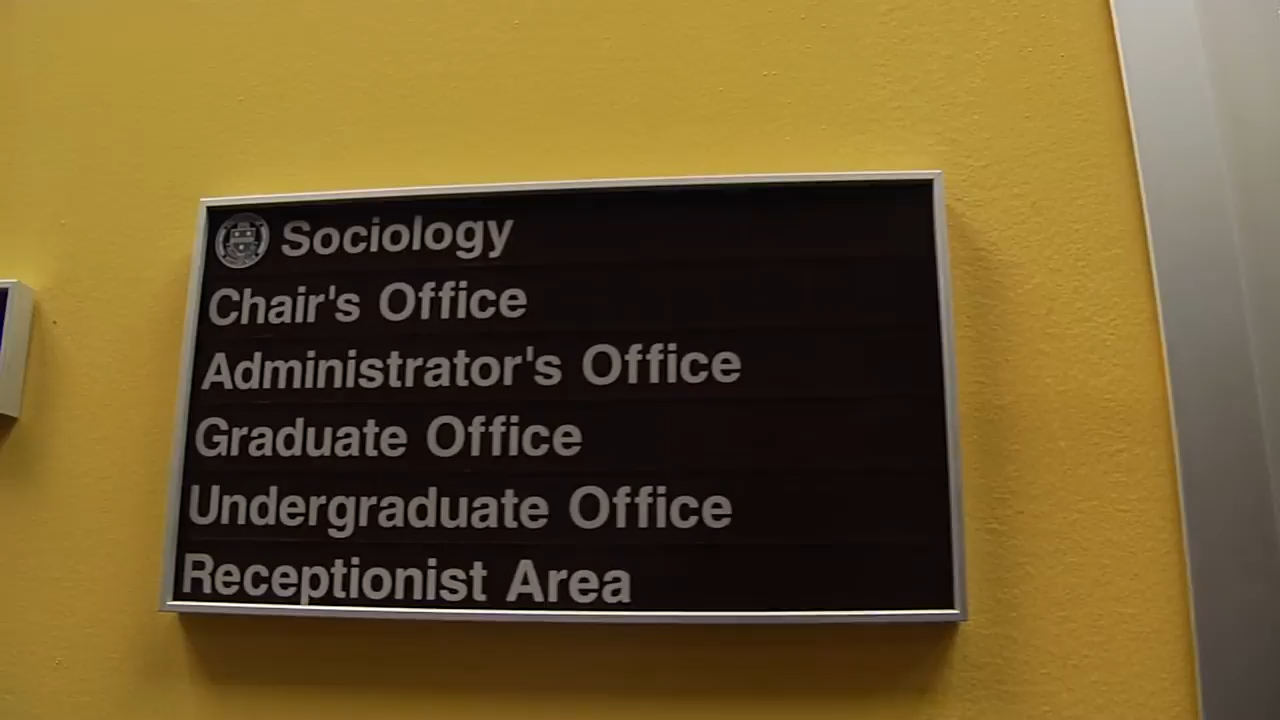 Sociology
Chair's Office
Administrator's Office
Graduate Office
Undergraduate Office
Receptionist Area